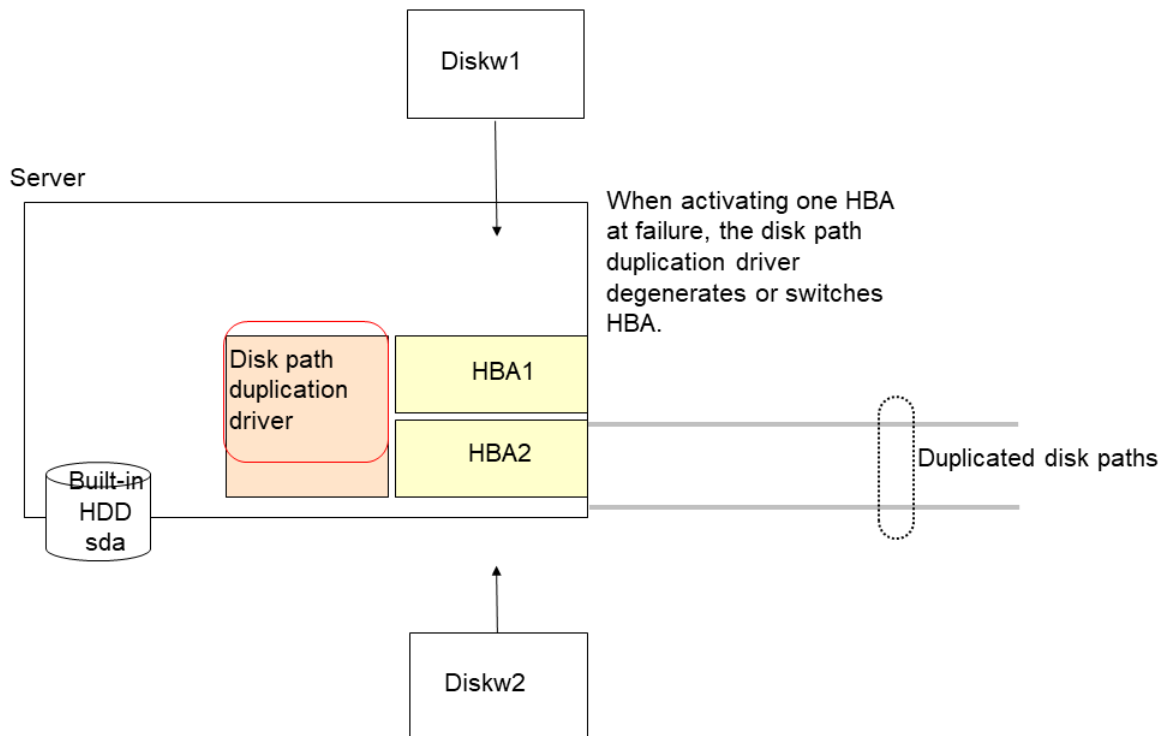 Diskw1
Server
When activating one HBA
at failure, the disk path
duplication driver
degenerates or switches
HBA.
Disk path
duplication
driver
HBA1
HBA2
Duplicated disk paths
Built-in
HDD
sda
Diskw2